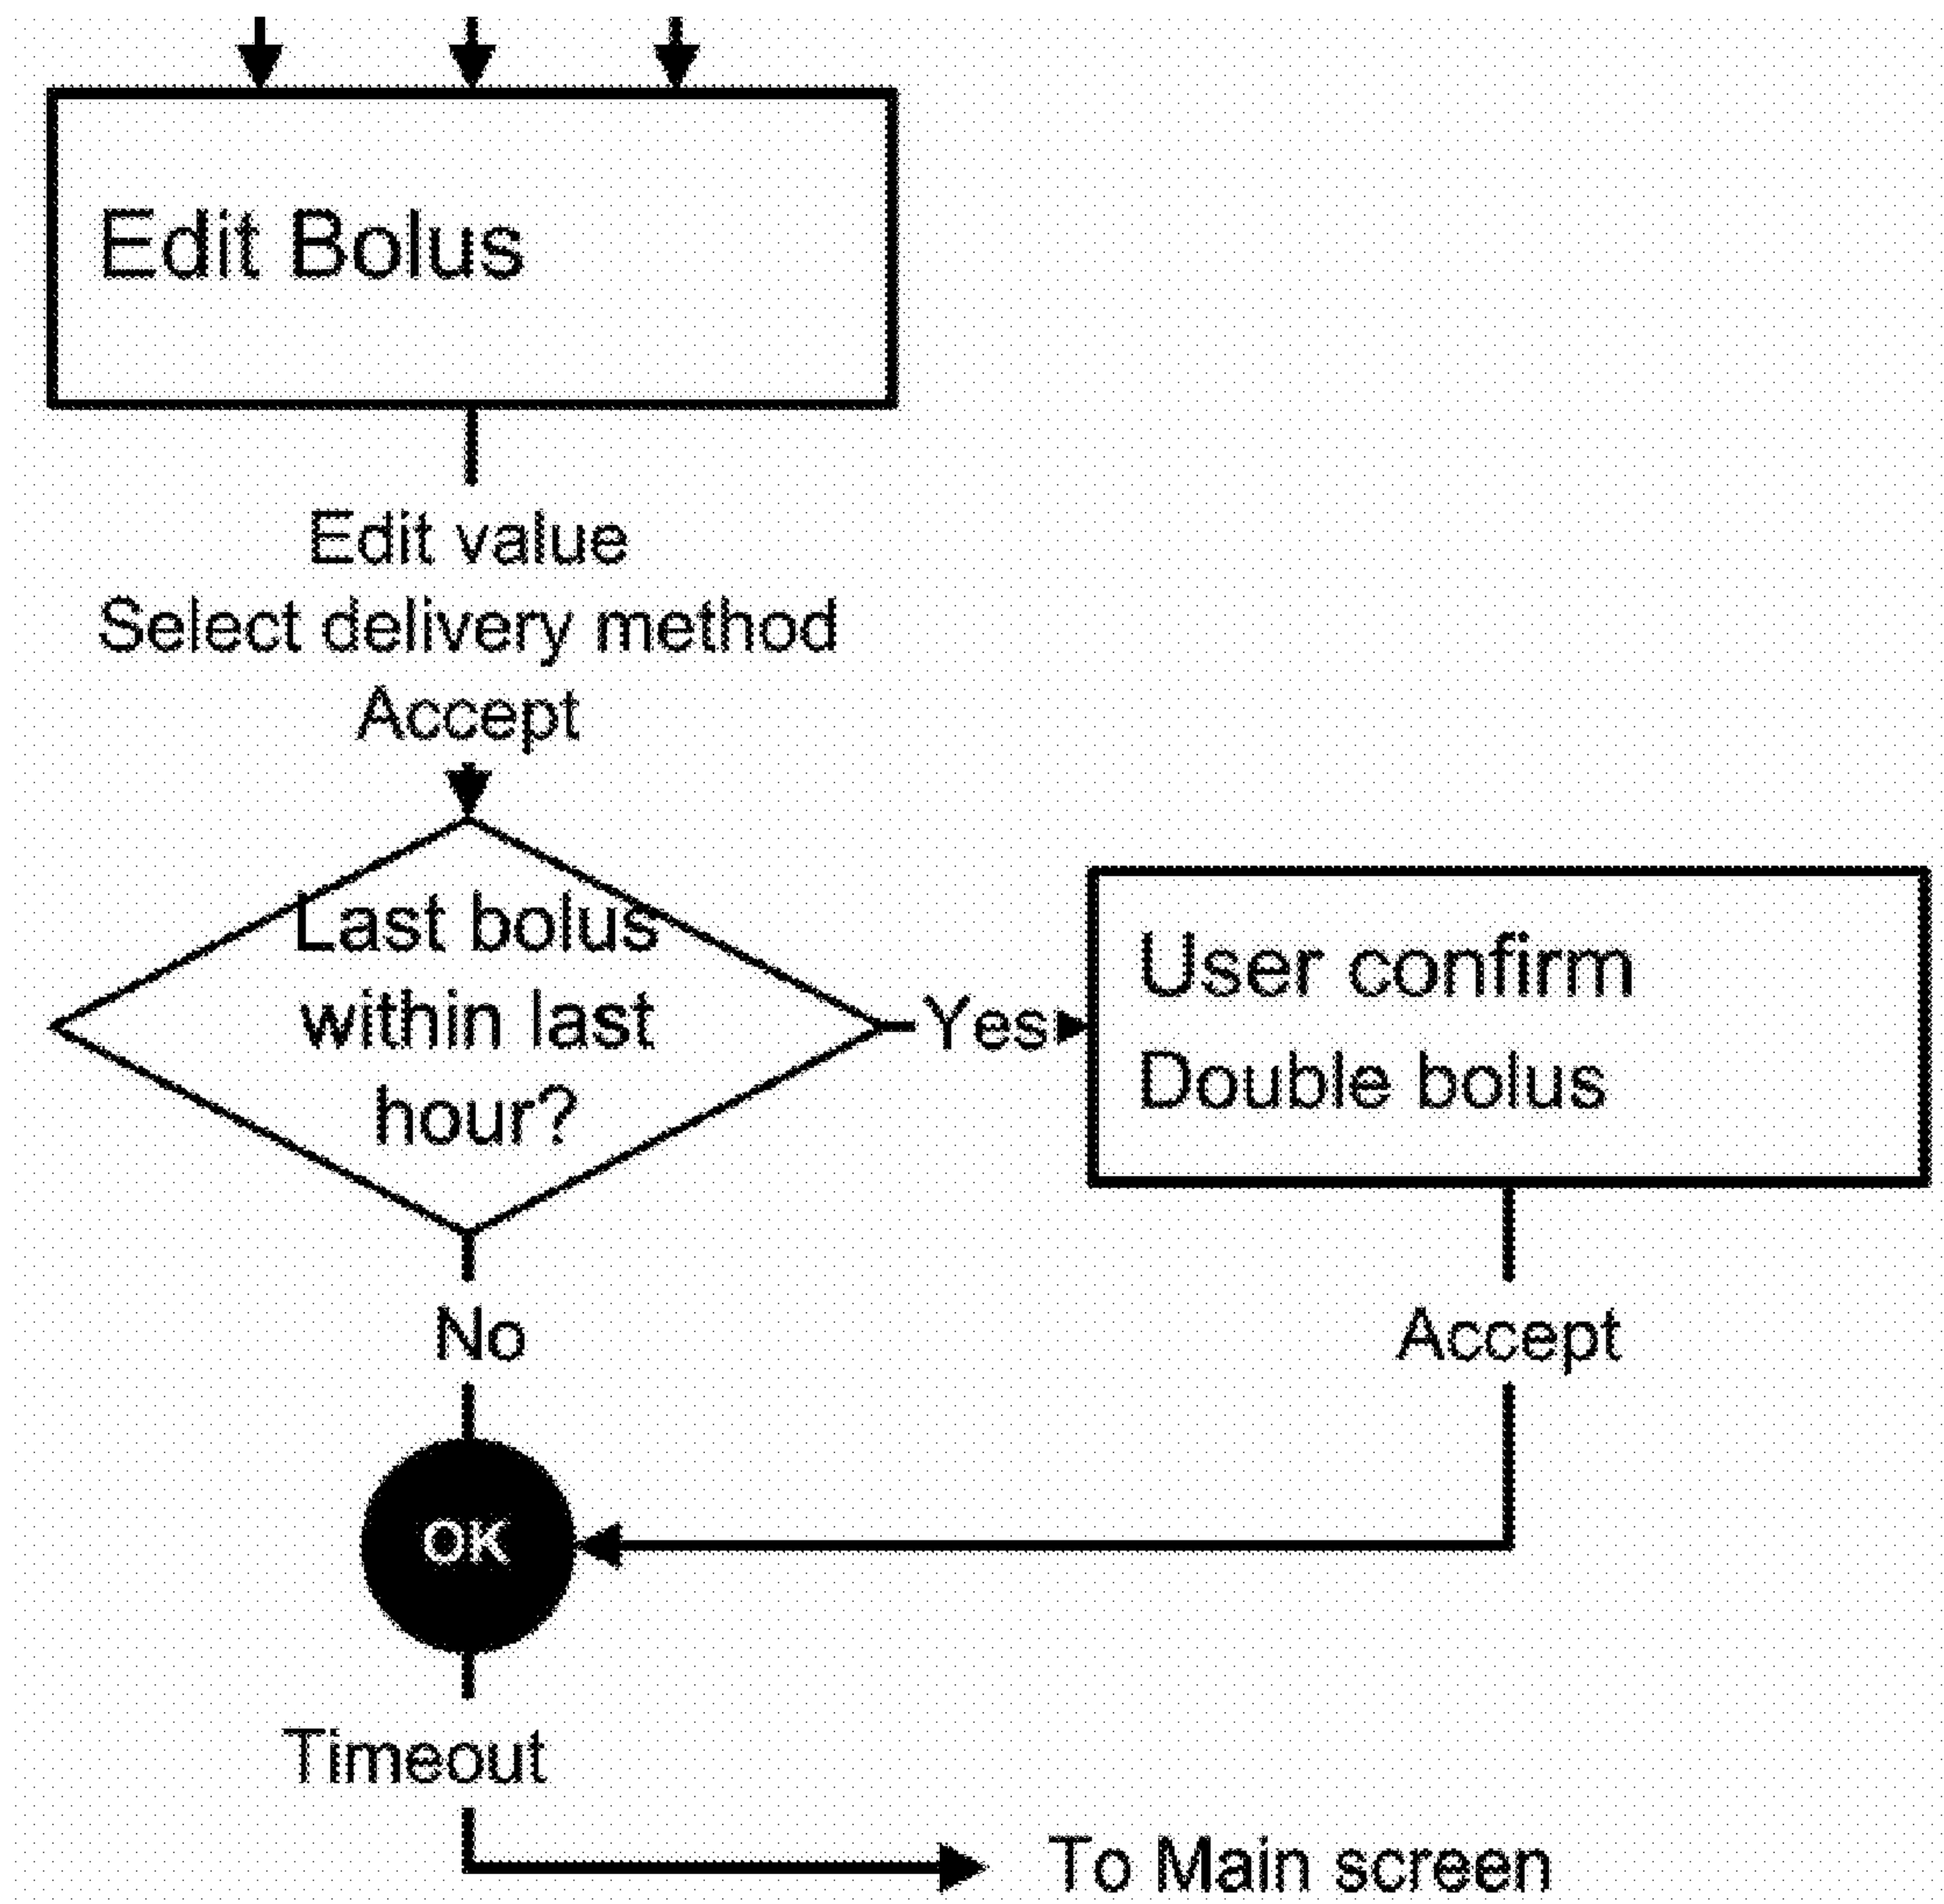 Edit Bolus
Edit value
Select delivery method
Accept
Last bolus
within last
hour?
Yes
User confirm
Double bolus
No
Accept
OK
Timeout
To Main screen